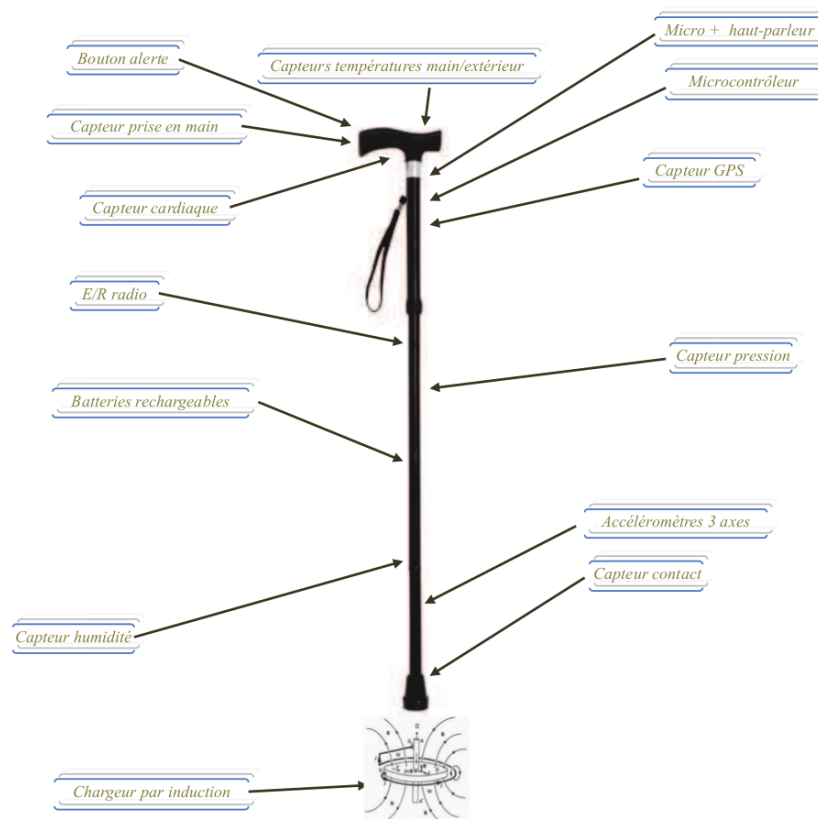 Micro + haut-parleur
Bouton alerte
Capteurs températures main/extérieur
Microcontrôleur
Capteur prise en main
Capteur GPS
Capteur cardiaque
E/R radio
Capteur pression
Batteries rechargeables
Accéléromètres 3 axes
Capteur contact
Capteur humidité
Chargeur par induction